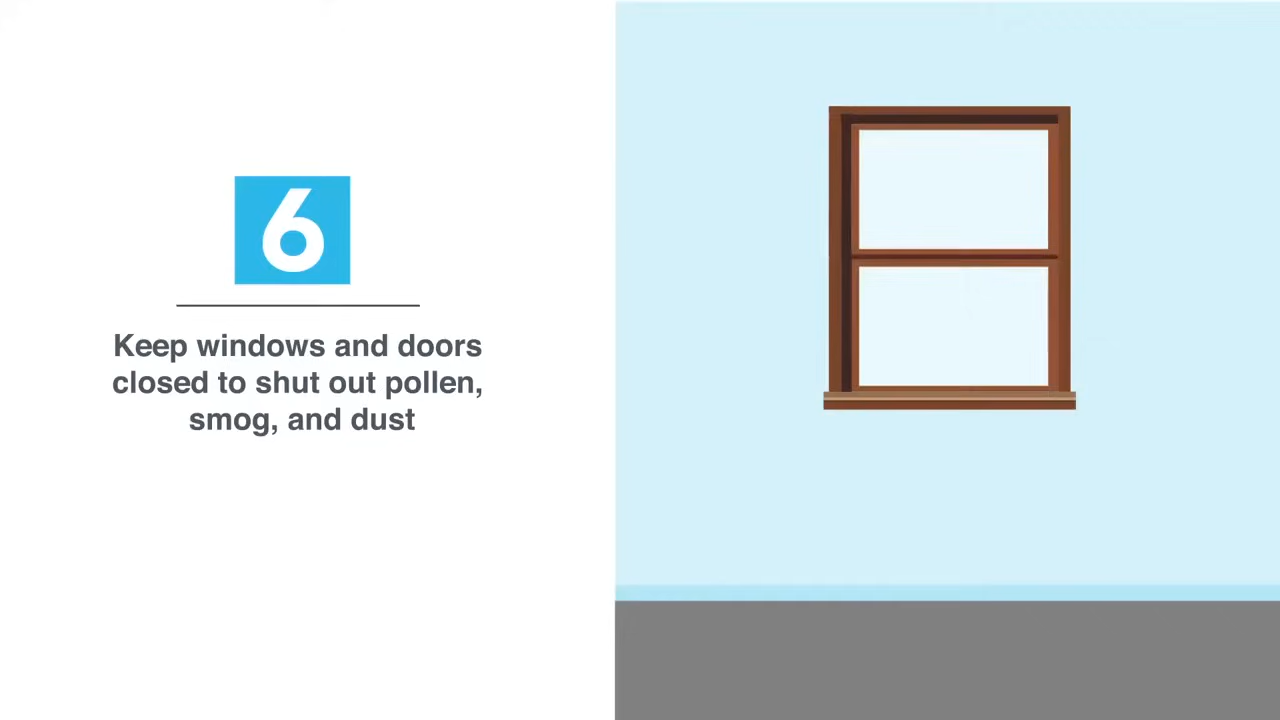 6
Keep windows and doors
closed to shut out pollen,
smog, and dust